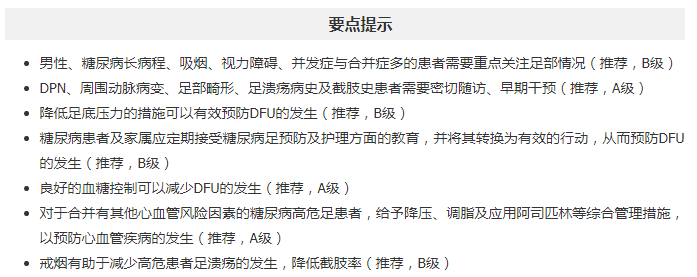 要点提示
• 男性、糖尿病长病程、吸烟、视力障碍、并发症与合并症多的患者需要重点关注足部情况（推荐，B级）
• DPN、周围动脉病变、足部畸形、足溃疡病史及截肢史患者需要密切随访、早期干预（推荐，A级）
• 降低足底压力的措施可以有效预防DFU的发生（推荐，B级）
• 糖尿病患者及家属应定期接受糖尿病足预防及护理方面的教育，并将其转换为有效的行动，从而预防DFU
的发生（推荐，B级）
• 良好的血糖控制可以减少DFU的发生（推荐，A级）
• 对于合并有其他心血管风险因素的糖尿病高危足患者，给予降压、调脂及应用阿司匹林等综合管理措施，
以预防心血管疾病的发生（推荐，A级）
• 戒烟有助于减少高危患者足溃疡的发生，降低截肢率（推荐，B级）